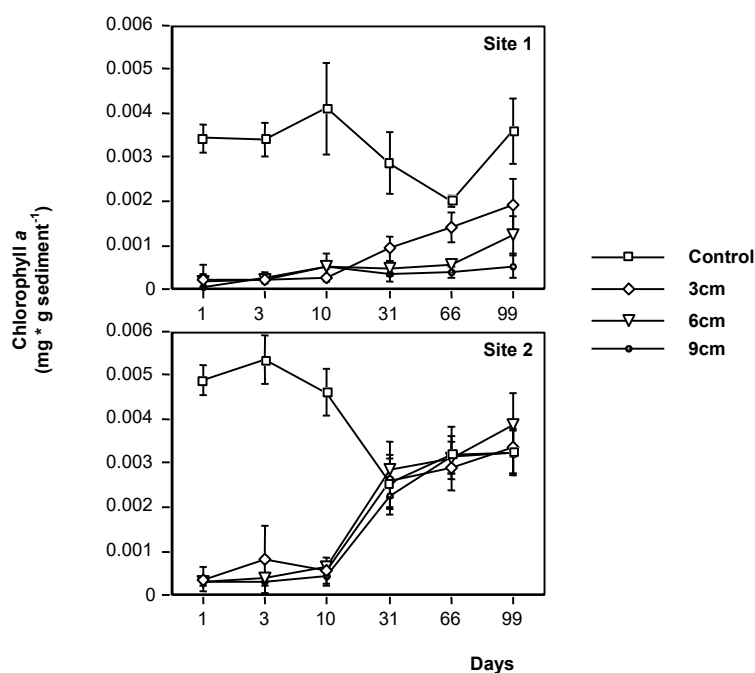 Site 1
0.006
0.005
0.004
0.003
0.002
0.001
0
1 3 10 31 66 99
Chlorophyll a
(mg * g sediment-1)
Site 2
0.006
0.005
0.004
0.003
0.002
0.001
0
1 3 10 31 66 99
Days
Control
3cm
6cm
9cm